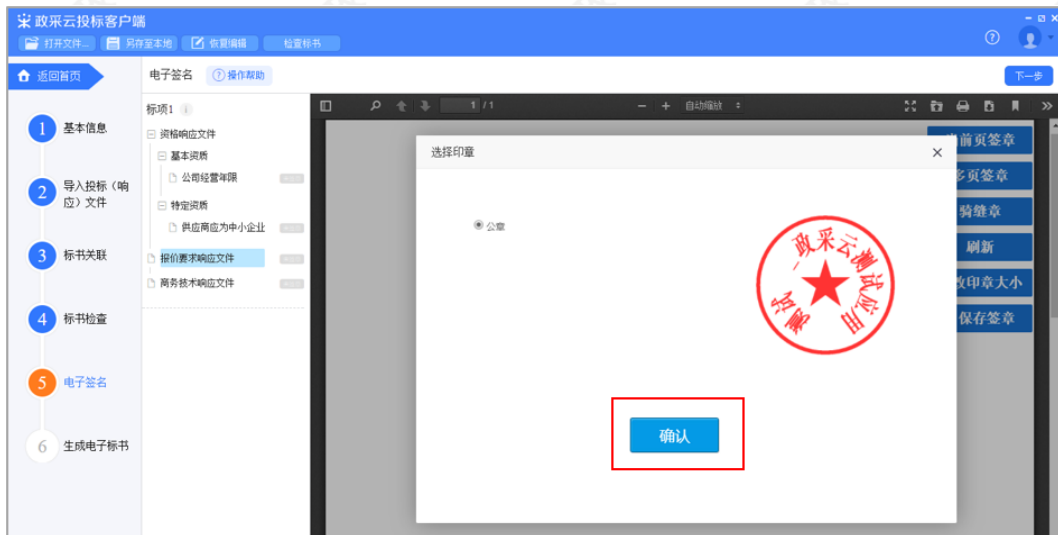 政采云投标客户端
打开文件... 另存至本地 恢复编辑 检查标书
返回首页 电子签名 操作帮助 下一步
标项1
1 / 1
自动缩放
1 基本信息
2 导入投标（响
应）文件
3 标书关联
4 标书检查
5 电子签名
6 生成电子标书
资格响应文件
基本资质
公司经营年限
特定资质
供应商应为中小企业
报价要求响应文件
商务技术响应文件
选择印章
公章
测试_政采云测试应用
确认
前页签章
多页签章
骑缝章
刷新
改印章大小
保存签章